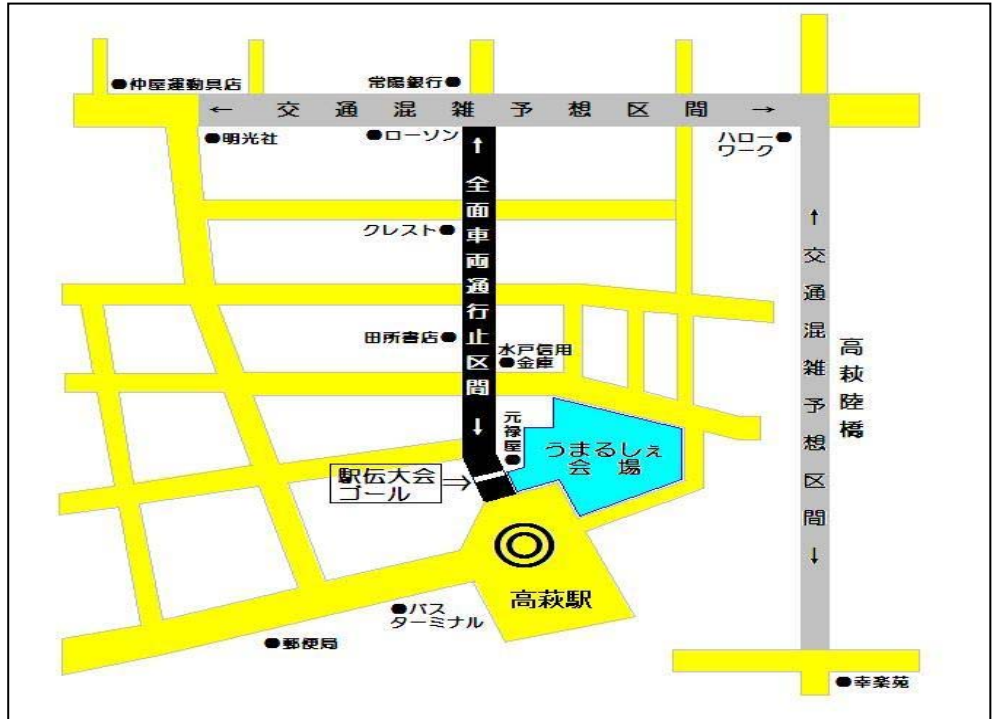 ●仲屋運動具店
常陽銀行●
← 交通混雑予想区間 →
●明光社
●ローソン
ハロー●
ワーク
↑全面車両通行止区間↓
クレスト●
↑交通混雑予想区間↓
高萩陸橋
田所書店●
水戸信用
●金庫
元禄屋●
うまるしぇ
会場
駅伝大会
ゴール
⇒
高萩駅
●バス
ターミナル
●郵便局
●幸楽苑